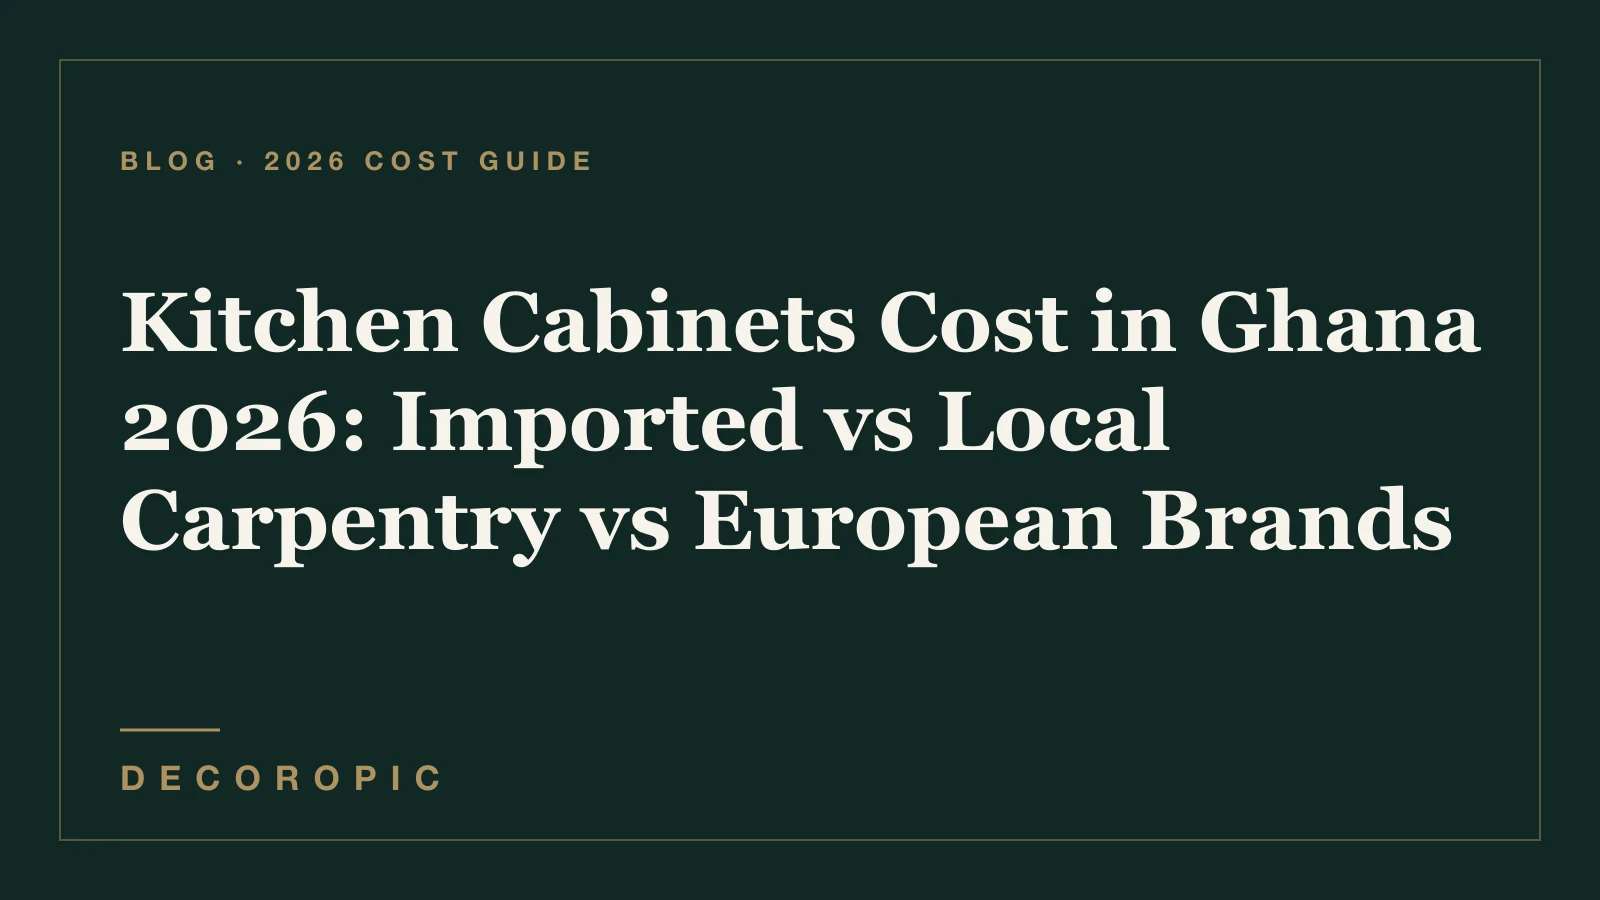 BLOG · 2026 COST GUIDE
Kitchen Cabinets Cost in Ghana
2026: Imported vs Local
Carpentry vs European Brands
DECOROPIC